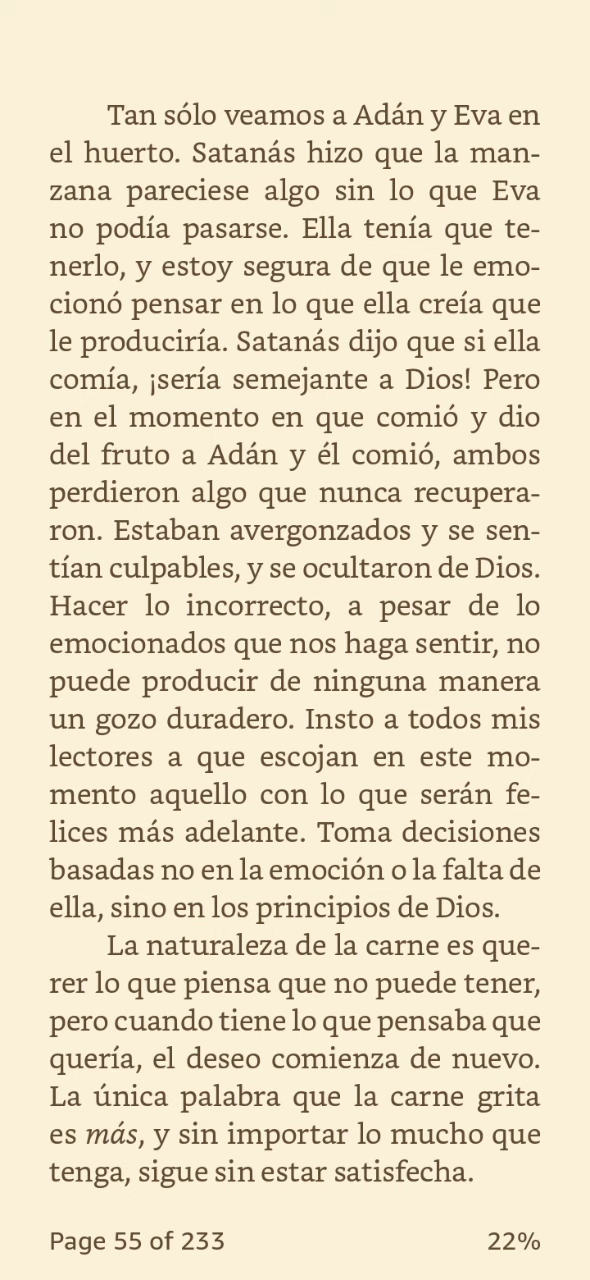 Tan sólo veamos a Adán y Eva en
el huerto. Satanás hizo que la man-
zana pareciese algo sin lo que Eva
no podía pasarse. Ella tenía que te-
nerlo, y estoy segura de que le emo-
cionó pensar en lo que ella creía que
le produciría. Satanás dijo que si ella
comía, ¡sería semejante a Dios! Pero
en el momento en que comió y dio
del fruto a Adán y él comió, ambos
perdieron algo que nunca recupera-
ron. Estaban avergonzados y se sen-
tían culpables, y se ocultaron de Dios.
Hacer lo incorrecto, a pesar de lo
emocionados que nos haga sentir, no
puede producir de ninguna manera
un gozo duradero. Insto a todos mis
lectores a que escojan en este mo-
mento aquello con lo que serán fe-
lices más adelante. Toma decisiones
basadas no en la emoción o la falta de
ella, sino en los principios de Dios.
La naturaleza de la carne es que-
rer lo que piensa que no puede tener,
pero cuando tiene lo que pensaba que
quería, el deseo comienza de nuevo.
La única palabra que la carne grita
es más, y sin importar lo mucho que
tenga, sigue sin estar satisfecha.
Page 55 of 233 22%